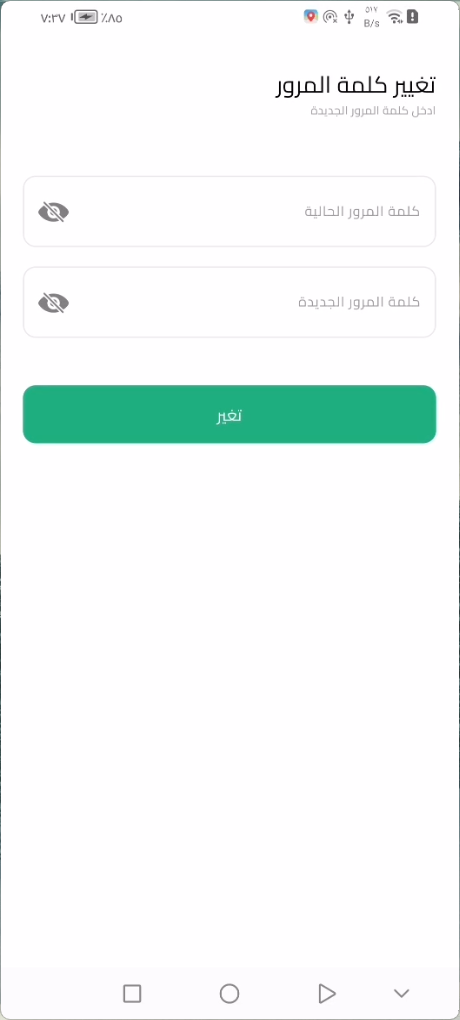 ٧:٣٧ ٪٨٥ ٥١٧ B/s
تغيير كلمة المرور
ادخل كلمة المرور الجديدة
كلمة المرور الحالية
كلمة المرور الجديدة
تغير